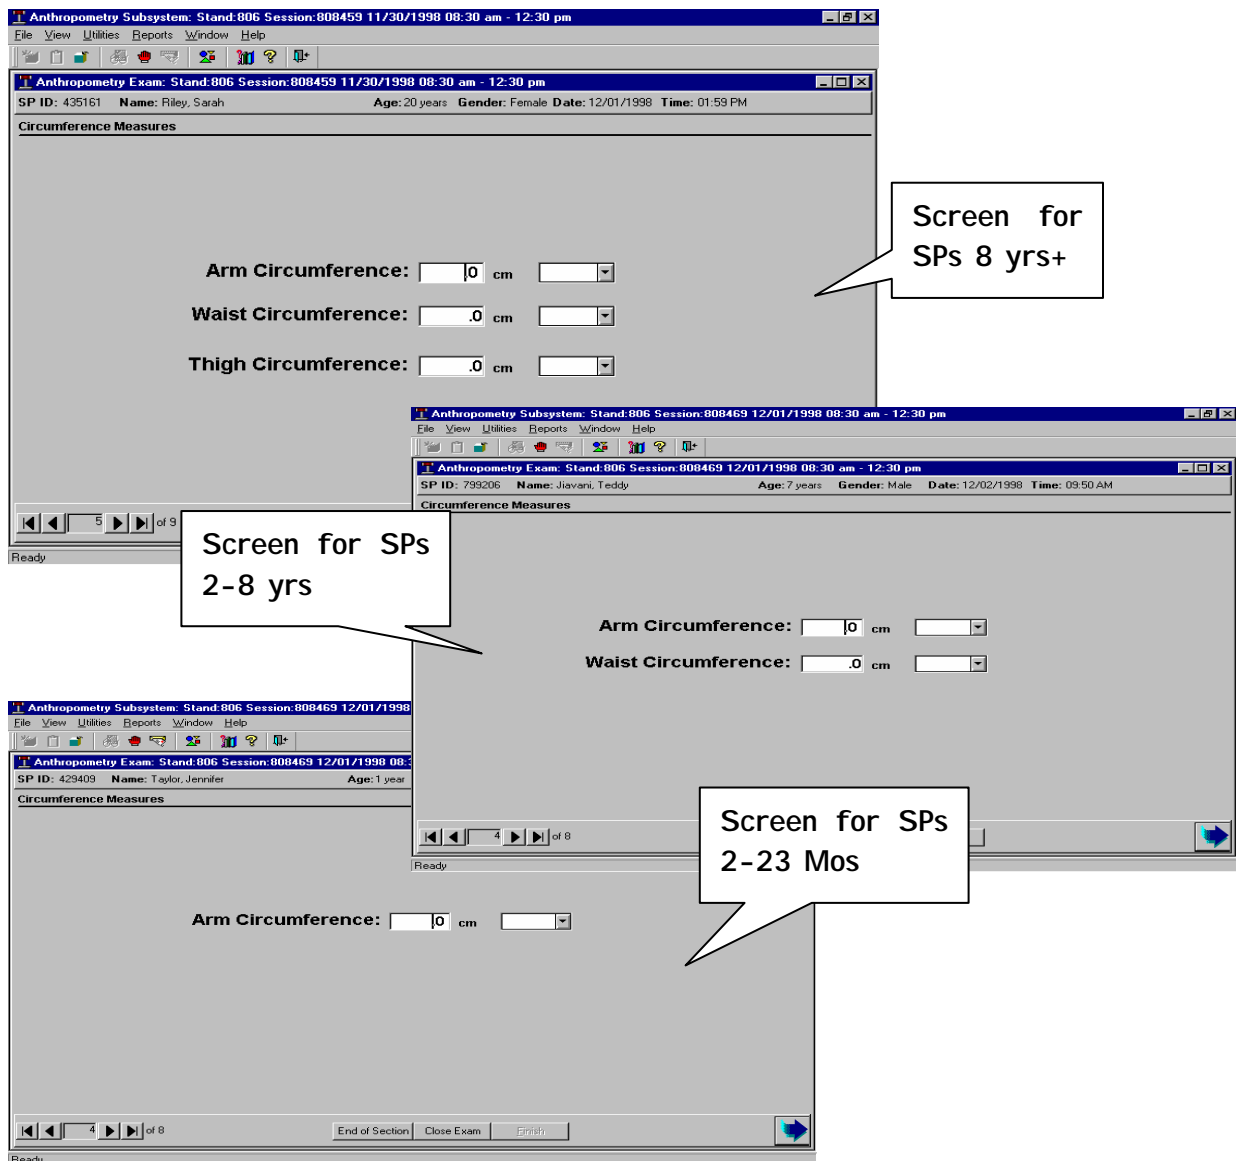 Anthropometry Subsystem: Stand:806 Session:808459 11/30/1998 08:30 am - 12:30 pm
File View Utilities Reports Window Help
Anthropometry Exam: Stand:806 Session:808459 11/30/1998 08:30 am - 12:30 pm
SP ID: 435161 Name: Riley, Sarah Age: 20 years Gender: Female Date: 12/01/1998 Time: 01:59 PM
Circumference Measures
Arm Circumference: .0 cm
Waist Circumference: .0 cm
Thigh Circumference: .0 cm
5 of 9
Ready
Screen for
SPs 8 yrs+
Anthropometry Subsystem: Stand:806 Session:808469 12/01/1998 08:30 am - 12:30 pm
File View Utilities Reports Window Help
Anthropometry Exam: Stand:806 Session:808469 12/01/1998 08:30 am - 12:30 pm
SP ID: 799206 Name: Jiavani, Teddy Age: 7 years Gender: Male Date: 12/02/1998 Time: 09:50 AM
Circumference Measures
Arm Circumference: .0 cm
Waist Circumference: .0 cm
4 of 8
Ready
Screen for SPs
2-8 yrs
Anthropometry Subsystem: Stand:806 Session:808469 12/01/1998
File View Utilities Reports Window Help
Anthropometry Exam: Stand:806 Session:808469 12/01/1998 08:
SP ID: 429409 Name: Taylor, Jennifer Age: 1 year
Circumference Measures
Arm Circumference: .0 cm
4 of 8
End of Section Close Exam Finish
Ready
Screen for SPs
2-23 Mos